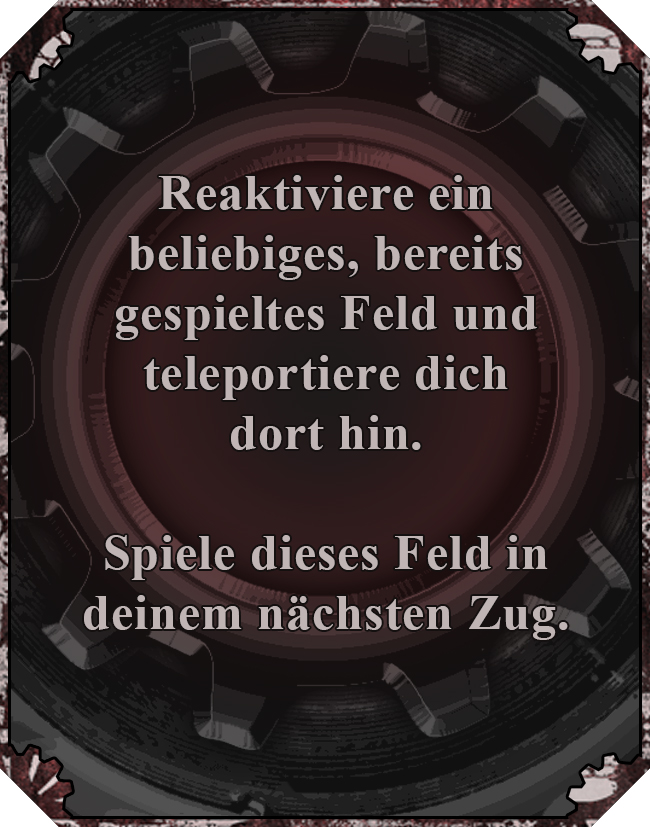 Reaktiviere ein
beliebiges, bereits
gespieltes Feld und
teleportiere dich
dort hin.
Spiele dieses Feld in
deinem nächsten Zug.